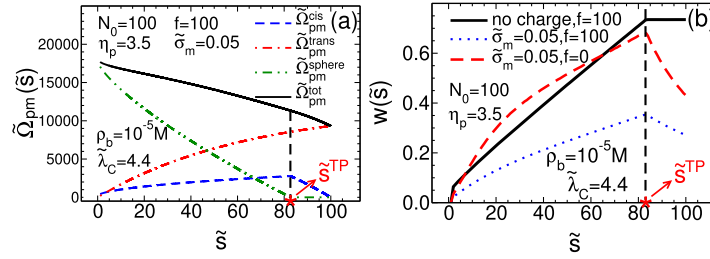 N₀=100 f=100
η_p=3.5 σ̃_m=0.05
(a)
Ω̃_pm^cis
Ω̃_pm^trans
Ω̃_pm^sphere
Ω̃_pm^tot
ρ_b=10⁻⁵M
λ̃_C=4.4
s̃^TP
Ω̃_pm(s̃)
25000
20000
15000
10000
5000
0
0 20 40 60 80 100
s̃
(b)
no charge,f=100
σ̃_m=0.05,f=100
σ̃_m=0.05,f=0
N₀=100
η_p=3.5
ρ_b=10⁻⁵M
λ̃_C=4.4
s̃^TP
w(s̃)
0.6
0.4
0.2
0.0
0 20 40 60 80 100
s̃